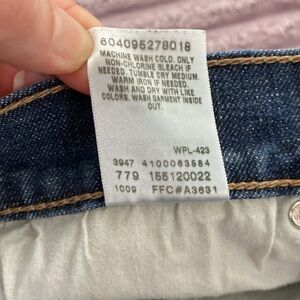 604095278018
MACHINE WASH COLD. ONLY
NON-CHLORINE BLEACH IF
NEEDED. TUMBLE DRY MEDIUM.
WARM IRON IF NEEDED.
WASH AND DRY WITH LIKE
COLORS. WASH GARMENT INSIDE
OUT.
WPL-423
3947 4100063584
779 155120022
1009 FFC#A3631